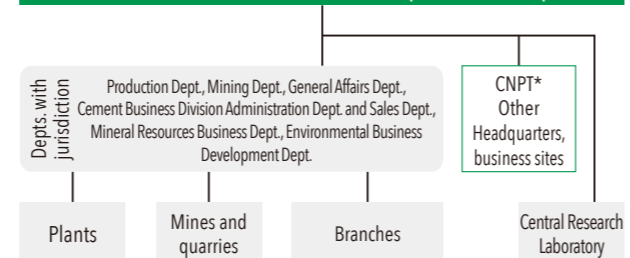 Depts. with
jurisdiction
Production Dept., Mining Dept., General Affairs Dept.,
Cement Business Division Administration Dept. and Sales Dept.,
Mineral Resources Business Dept., Environmental Business
Development Dept.
CNPT*
Other
Headquarters,
business sites
Plants
Mines and
quarries
Branches
Central Research
Laboratory